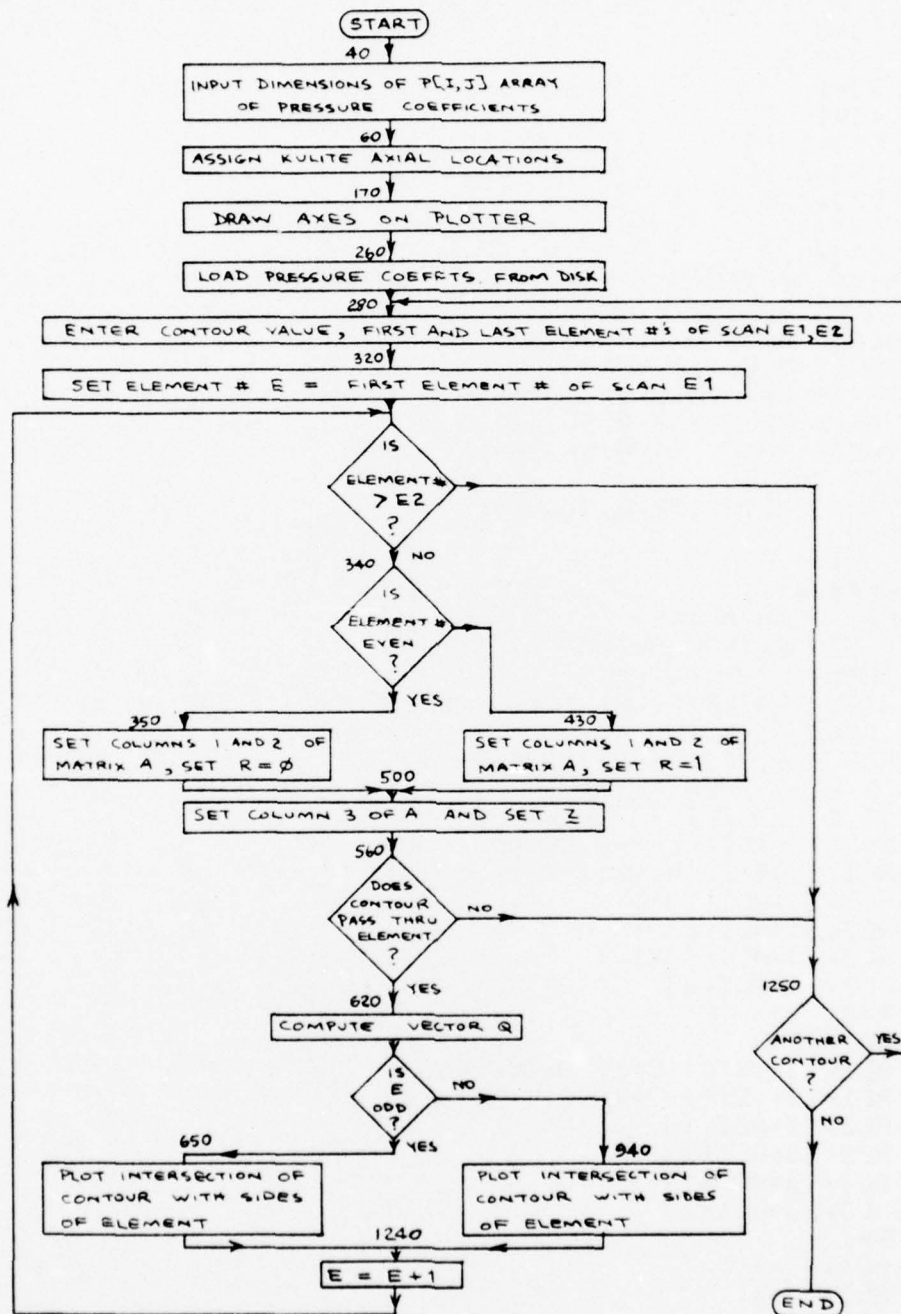 START
40
INPUT DIMENSIONS OF P[I,J] ARRAY
OF PRESSURE COEFFICIENTS
60
ASSIGN KULITE AXIAL LOCATIONS
170
DRAW AXES ON PLOTTER
260
LOAD PRESSURE COEFFTS. FROM DISK
280
ENTER CONTOUR VALUE, FIRST AND LAST ELEMENT #'S OF SCAN E1,E2
320
SET ELEMENT # E = FIRST ELEMENT # OF SCAN E1
IS
ELEMENT #
> E2
?
NO
340
IS
ELEMENT #
EVEN
?
YES
350
SET COLUMNS 1 AND 2 OF
MATRIX A, SET R = Ø
430
SET COLUMNS 1 AND 2 OF
MATRIX A, SET R=1
500
SET COLUMN 3 OF A AND SET Z
560
DOES
CONTOUR
PASS THRU
ELEMENT
?
NO
YES
620
COMPUTE VECTOR Q
IS
E
ODD
?
NO
YES
650
PLOT INTERSECTION OF
CONTOUR WITH SIDES
OF ELEMENT
940
PLOT INTERSECTION OF
CONTOUR WITH SIDES
OF ELEMENT
1240
E = E + 1
1250
ANOTHER
CONTOUR
?
YES
NO
END